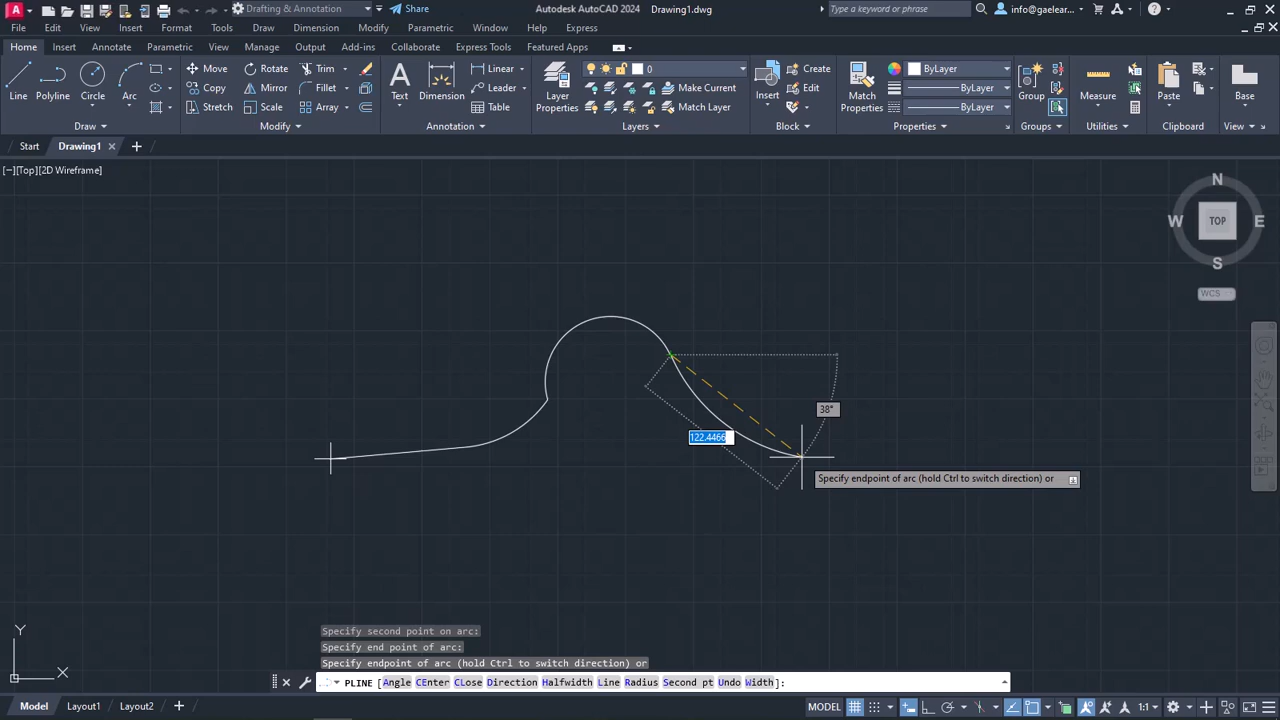 Drafting & Annotation
Share
Autodesk AutoCAD 2024
Drawing1.dwg
Type a keyword or phrase
info@gaelear...
File Edit View Insert Format Tools Draw Dimension Modify Parametric Window Help Express
Home Insert Annotate Parametric View Manage Output Add-ins Collaborate Express Tools Featured Apps
Line Polyline Circle Arc
Move Rotate Trim
Copy Mirror Fillet
Stretch Scale Array
Text Dimension
Linear
Leader
Table
Layer
Properties
0
Make Current
Match Layer
Insert
Create
Edit
Match
Properties
ByLayer
ByLayer
ByLayer
Group
Measure
Paste
Base
Draw Modify Annotation Layers Block Properties Groups Utilities Clipboard View
Start Drawing1
[−][Top][2D Wireframe]
N
W TOP E
S
WCS
38°
122.4466
Specify endpoint of arc (hold Ctrl to switch direction) or
Y
X
Specify second point on arc:
Specify end point of arc:
Specify endpoint of arc (hold Ctrl to switch direction) or
PLINE [Angle CEnter CLose Direction Halfwidth Line Radius Second pt Undo Width]:
Model Layout1 Layout2
MODEL
1:1